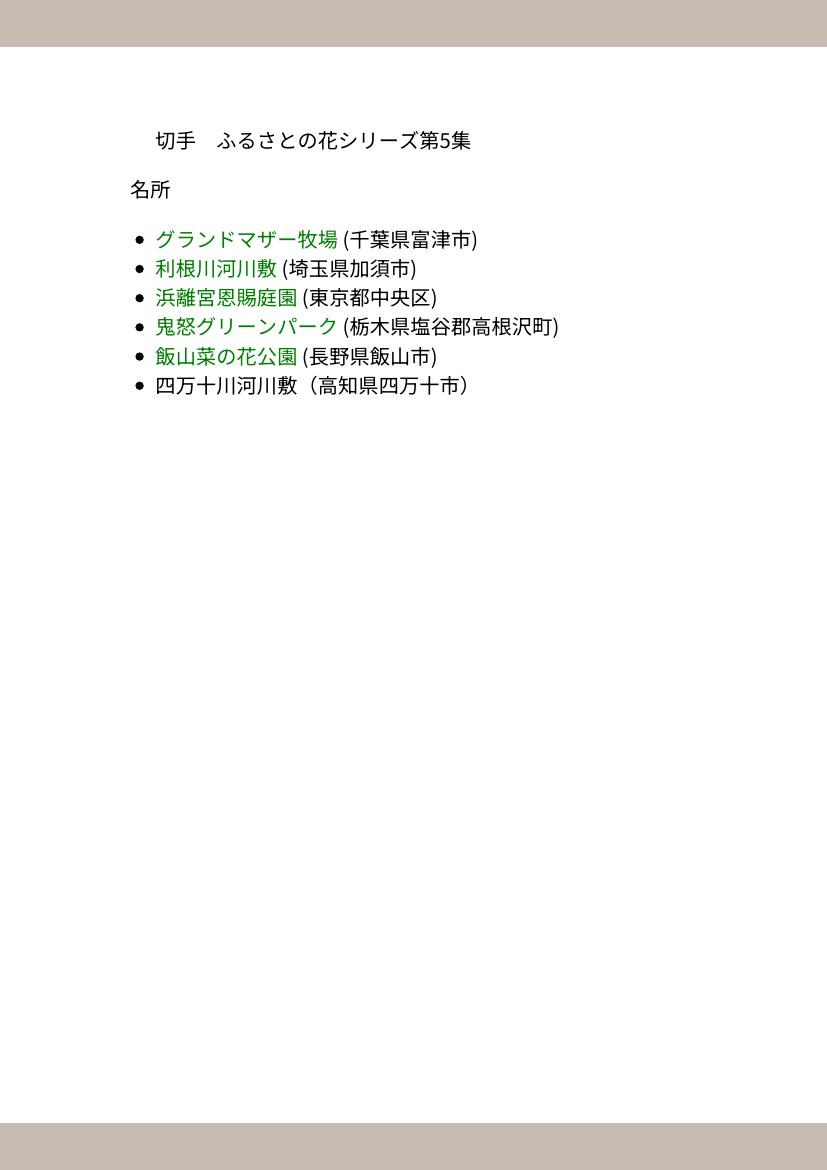 切手　ふるさとの花シリーズ第5集
名所
• グランドマザー牧場 (千葉県富津市)
• 利根川河川敷 (埼玉県加須市)
• 浜離宮恩賜庭園 (東京都中央区)
• 鬼怒グリーンパーク (栃木県塩谷郡高根沢町)
• 飯山菜の花公園 (長野県飯山市)
• 四万十川河川敷（高知県四万十市）